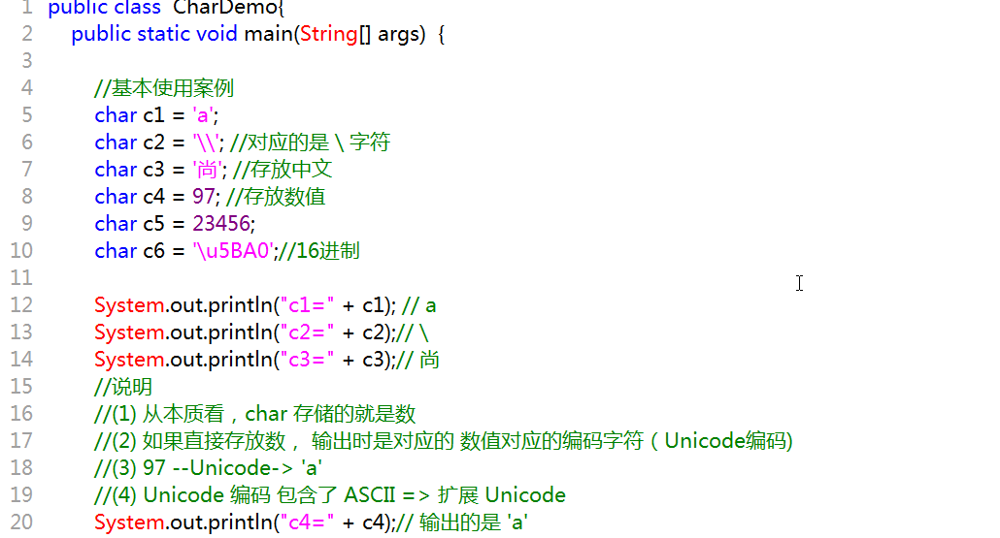 1 public class CharDemo{
2 public static void main(String[] args) {
3
4 //基本使用案例
5 char c1 = 'a';
6 char c2 = '\\'; //对应的是 \ 字符
7 char c3 = '尚'; //存放中文
8 char c4 = 97; //存放数值
9 char c5 = 23456;
10 char c6 = '\u5BA0';//16进制
11
12 System.out.println("c1=" + c1); // a
13 System.out.println("c2=" + c2);// \
14 System.out.println("c3=" + c3);// 尚
15 //说明
16 //(1) 从本质看，char 存储的就是数
17 //(2) 如果直接存放数， 输出时是对应的 数值对应的编码字符 ( Unicode编码)
18 //(3) 97 --Unicode-> 'a'
19 //(4) Unicode 编码 包含了 ASCII => 扩展 Unicode
20 System.out.println("c4=" + c4);// 输出的是 'a'